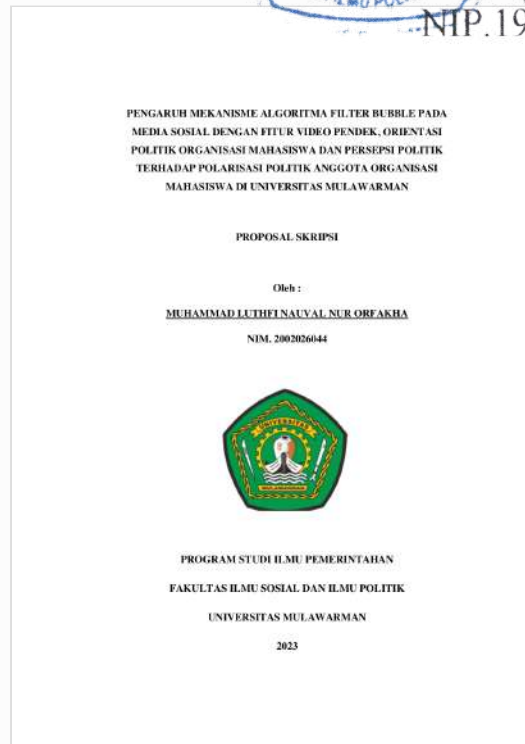 NIP.19
PENGARUH MEKANISME ALGORITMA FILTER BUBBLE PADA
MEDIA SOSIAL DENGAN FITUR VIDEO PENDEK, ORIENTASI
POLITIK ORGANISASI MAHASISWA DAN PERSEPSI POLITIK
TERHADAP POLARISASI POLITIK ANGGOTA ORGANISASI
MAHASISWA DI UNIVERSITAS MULAWARMAN
PROPOSAL SKRIPSI
Oleh :
MUHAMMAD LUTHFI NAUVAL NUR ORFAKHA
NIM. 2002026044
UNIVERSITAS
MULAWARMAN
PROGRAM STUDI ILMU PEMERINTAHAN
FAKULTAS ILMU SOSIAL DAN ILMU POLITIK
UNIVERSITAS MULAWARMAN
2023